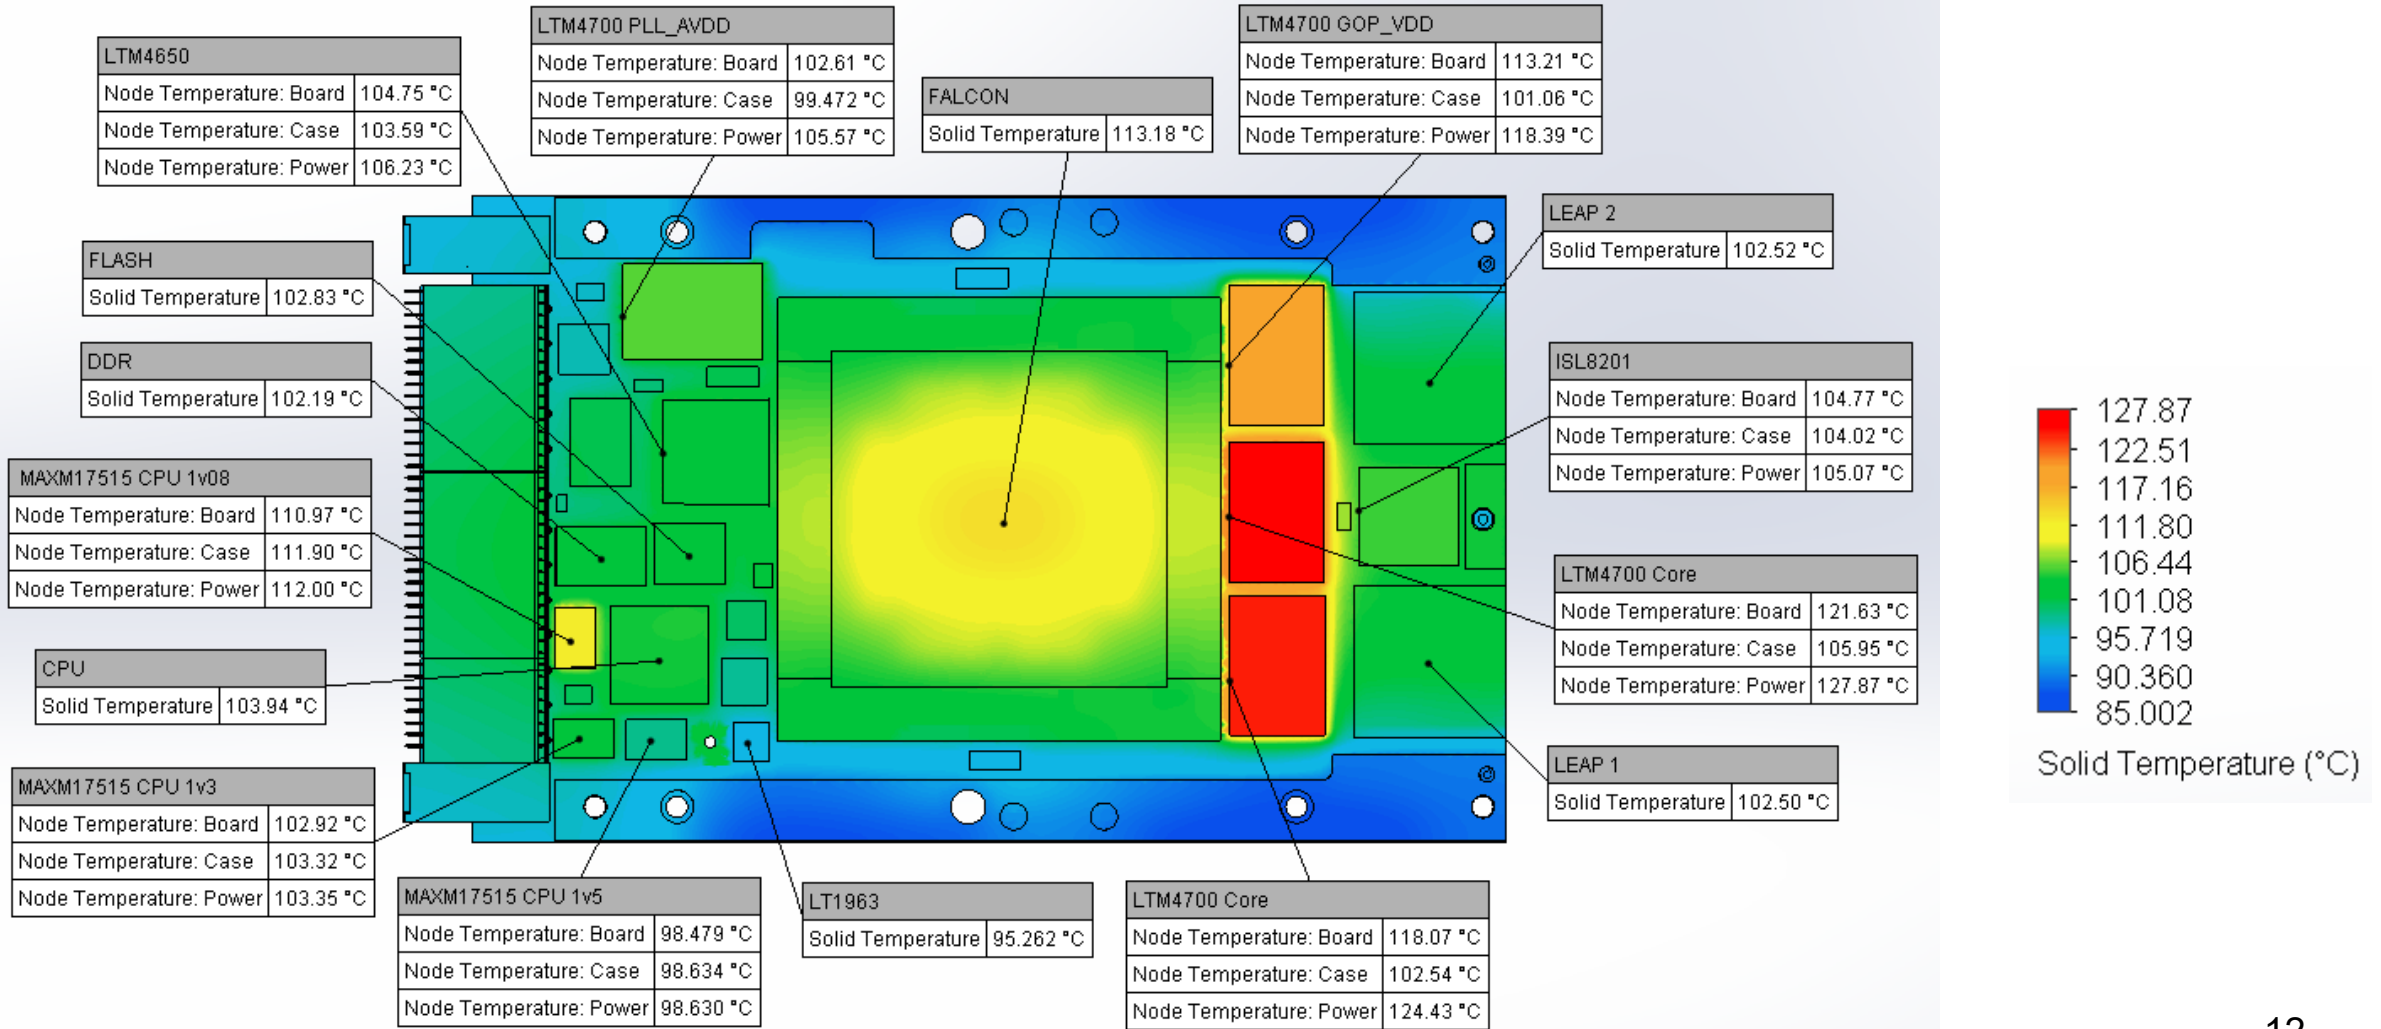 LTM4700 PLL_AVDD
Node Temperature: Board 102.61 °C
Node Temperature: Case 99.472 °C
Node Temperature: Power 105.57 °C
LTM4700 GOP_VDD
Node Temperature: Board 113.21 °C
Node Temperature: Case 101.06 °C
Node Temperature: Power 118.39 °C
LTM4650
Node Temperature: Board 104.75 °C
Node Temperature: Case 103.59 °C
Node Temperature: Power 106.23 °C
FALCON
Solid Temperature 113.18 °C
LEAP 2
Solid Temperature 102.52 °C
FLASH
Solid Temperature 102.83 °C
DDR
Solid Temperature 102.19 °C
ISL8201
Node Temperature: Board 104.77 °C
Node Temperature: Case 104.02 °C
Node Temperature: Power 105.07 °C
MAXM17515 CPU 1v08
Node Temperature: Board 110.97 °C
Node Temperature: Case 111.90 °C
Node Temperature: Power 112.00 °C
LTM4700 Core
Node Temperature: Board 121.63 °C
Node Temperature: Case 105.95 °C
Node Temperature: Power 127.87 °C
CPU
Solid Temperature 103.94 °C
LEAP 1
Solid Temperature 102.50 °C
MAXM17515 CPU 1v3
Node Temperature: Board 102.92 °C
Node Temperature: Case 103.32 °C
Node Temperature: Power 103.35 °C
MAXM17515 CPU 1v5
Node Temperature: Board 98.479 °C
Node Temperature: Case 98.634 °C
Node Temperature: Power 98.630 °C
LT1963
Solid Temperature 95.262 °C
LTM4700 Core
Node Temperature: Board 118.07 °C
Node Temperature: Case 102.54 °C
Node Temperature: Power 124.43 °C
127.87
122.51
117.16
111.80
106.44
101.08
95.719
90.360
85.002
Solid Temperature (°C)